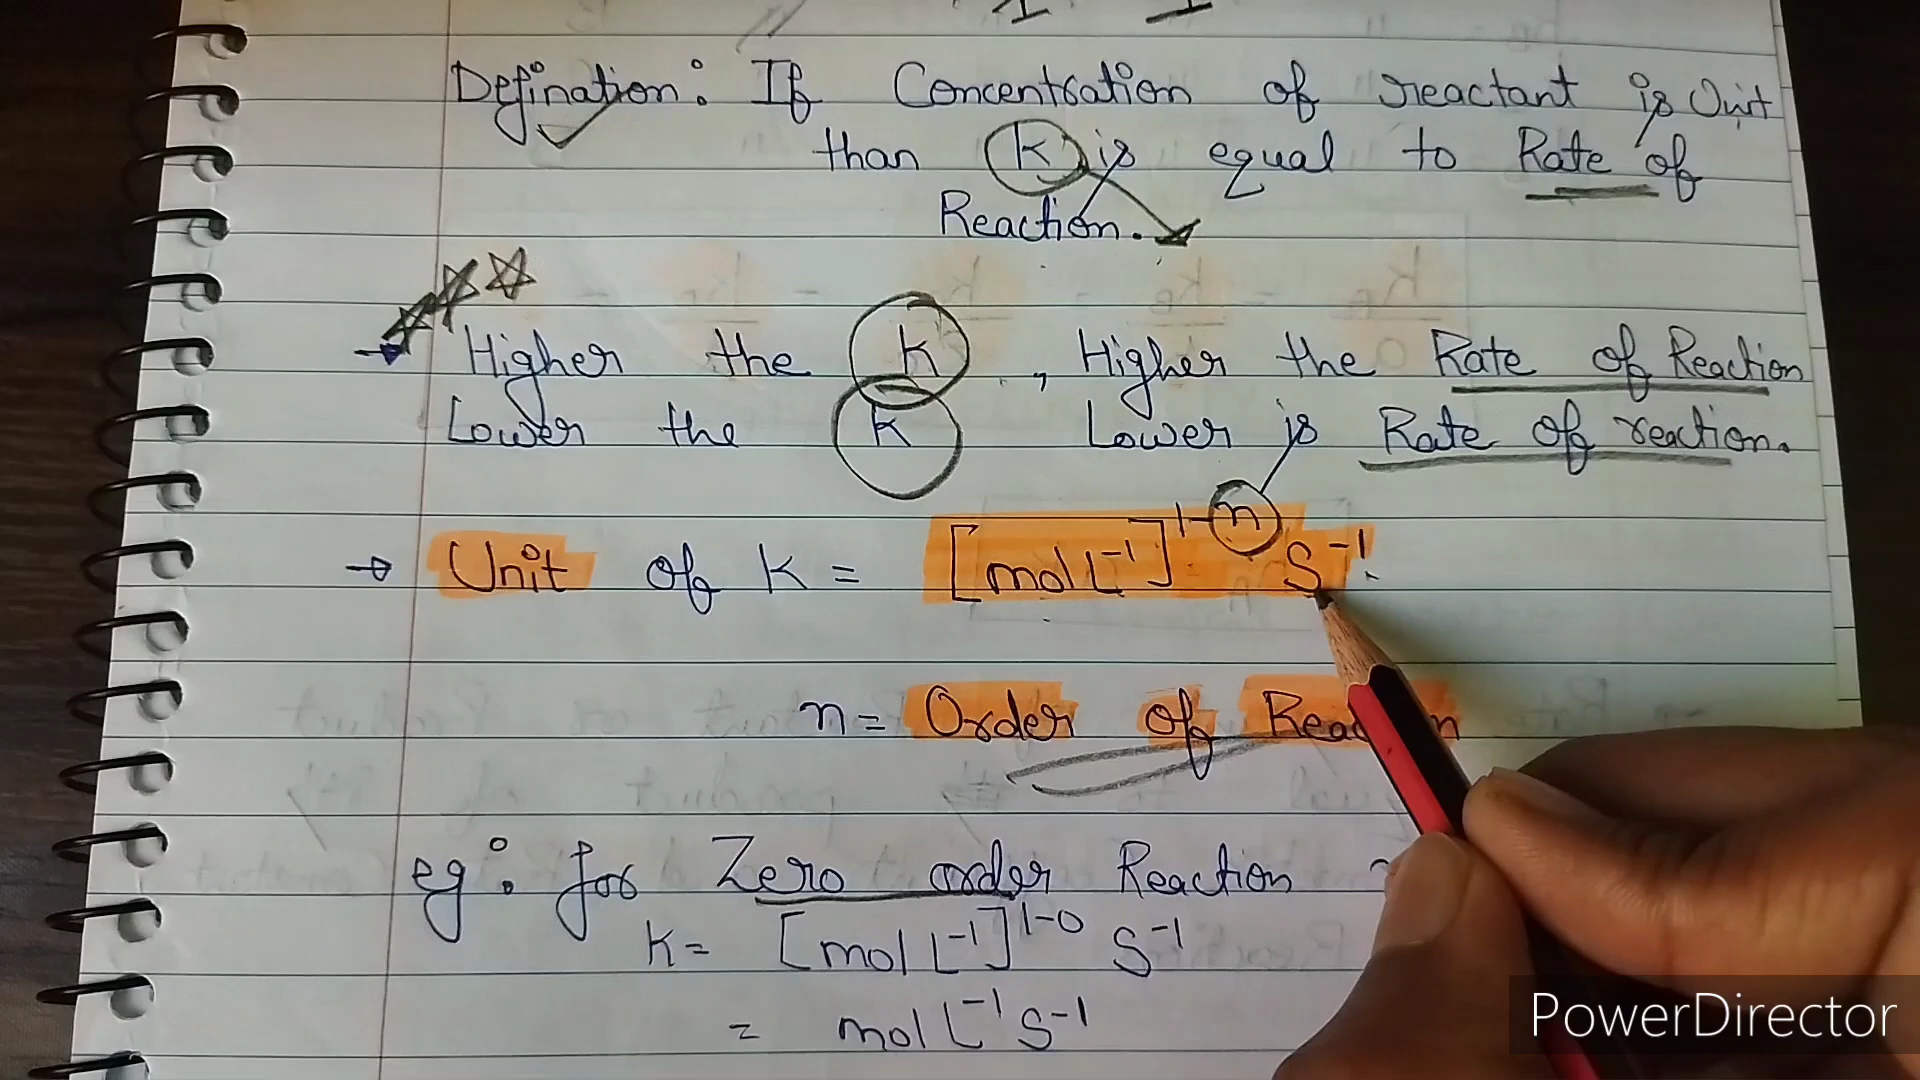 Defination: If Concentration of reactant is Unit
than k is equal to Rate of
Reaction.
→ Higher the k , Higher the Rate of Reaction
Lower the k Lower is Rate of reaction.
→ Unit of k = [mol L⁻¹]¹⁻ⁿ S⁻¹.
n = Order of Reac n
eg: for Zero order Reaction
K = [mol L⁻¹]¹⁻⁰ S⁻¹
= mol L⁻¹ S⁻¹
PowerDirector